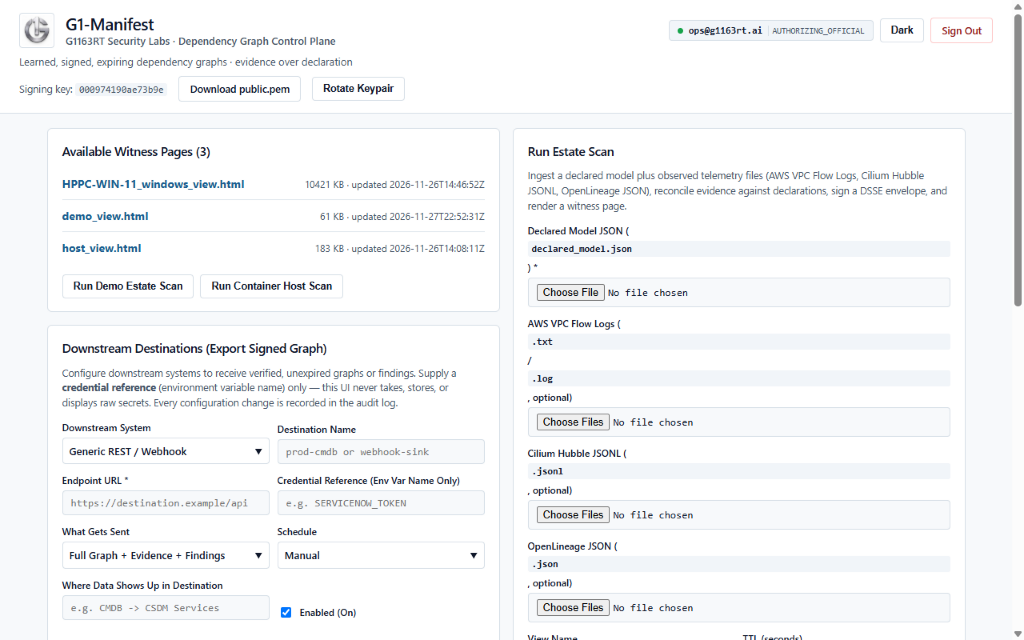 G1-Manifest
G1163RT Security Labs · Dependency Graph Control Plane
ops@g1163rt.ai AUTHORIZING_OFFICIAL
Dark
Sign Out
Learned, signed, expiring dependency graphs · evidence over declaration
Signing key: 000974190ae73b9e
Download public.pem
Rotate Keypair
Available Witness Pages (3)
HPPC-WIN-11_windows_view.html 10421 KB · updated 2026-11-26T14:46:52Z
demo_view.html 61 KB · updated 2026-11-27T22:52:31Z
host_view.html 183 KB · updated 2026-11-26T14:08:11Z
Run Demo Estate Scan
Run Container Host Scan
Downstream Destinations (Export Signed Graph)
Configure downstream systems to receive verified, unexpired graphs or findings. Supply a
credential reference (environment variable name) only — this UI never takes, stores, or
displays raw secrets. Every configuration change is recorded in the audit log.
Downstream System
Generic REST / Webhook
Destination Name
prod-cmdb or webhook-sink
Endpoint URL *
https://destination.example/api
Credential Reference (Env Var Name Only)
e.g. SERVICENOW_TOKEN
What Gets Sent
Full Graph + Evidence + Findings
Schedule
Manual
Where Data Shows Up in Destination
e.g. CMDB -> CSDM Services
Enabled (On)
Run Estate Scan
Ingest a declared model plus observed telemetry files (AWS VPC Flow Logs, Cilium Hubble
JSONL, OpenLineage JSON), reconcile evidence against declarations, sign a DSSE envelope, and
render a witness page.
Declared Model JSON (
declared_model.json
) *
Choose File No file chosen
AWS VPC Flow Logs (
.txt
/
.log
, optional)
Choose Files No file chosen
Cilium Hubble JSONL (
.jsonl
, optional)
Choose Files No file chosen
OpenLineage JSON (
.json
, optional)
Choose Files No file chosen
View Name
TTL (seconds)